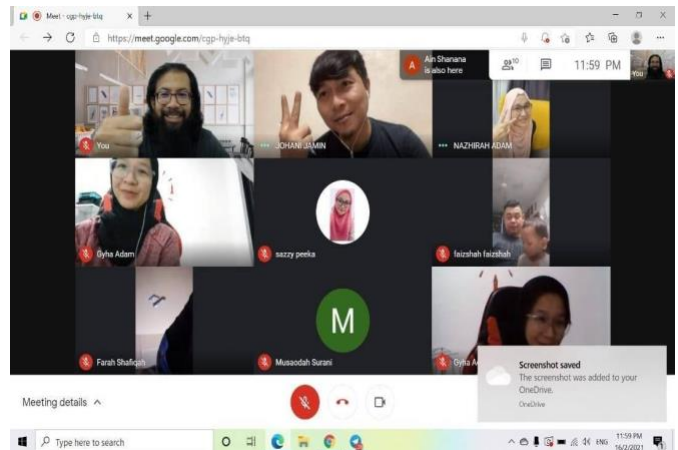 Meet - cgp-hyje-btq
https://meet.google.com/cgp-hyje-btq
Ain Shanana
is also here
A
10
11:59 PM
You
You
JOHANI JAMIN
NAZHIRAH ADAM
Gyha Adam
sazzy peeka
faizshah faizshah
Farah Shafiqah
M
Musaodah Surani
Gyha A
Screenshot saved
The screenshot was added to your
OneDrive.
OneDrive
Meeting details
Type here to search
ENG
11:59 PM
16/2/2021